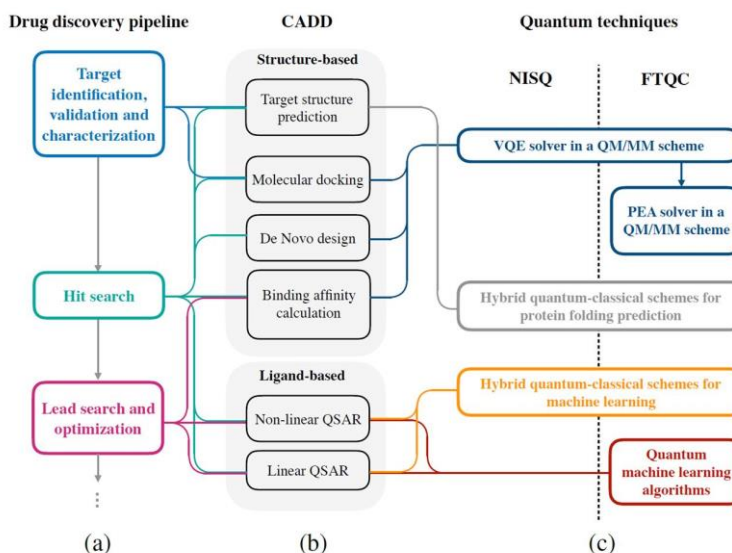 Drug discovery pipeline
CADD
Quantum techniques
Structure-based
NISQ
FTQC
Target
identification,
validation and
characterization
Target structure
prediction
VQE solver in a QM/MM scheme
Molecular docking
PEA solver in a
QM/MM scheme
De Novo design
Hit search
Binding affinity
calculation
Hybrid quantum-classical schemes for
protein folding prediction
Ligand-based
Hybrid quantum-classical schemes for
machine learning
Lead search and
optimization
Non-linear QSAR
Linear QSAR
Quantum
machine learning
algorithms
(a)
(b)
(c)